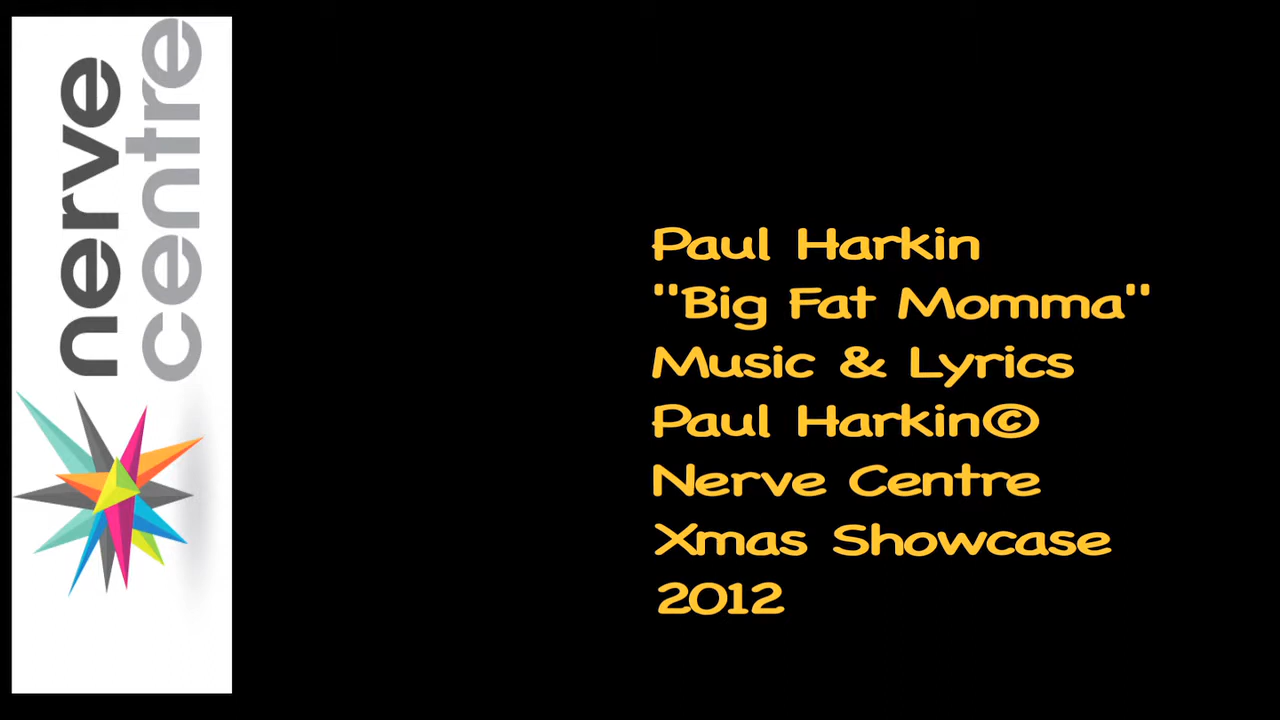 nerve
centre
Paul Harkin
"Big Fat Momma"
Music & Lyrics
Paul Harkin©
Nerve Centre
Xmas Showcase
2012